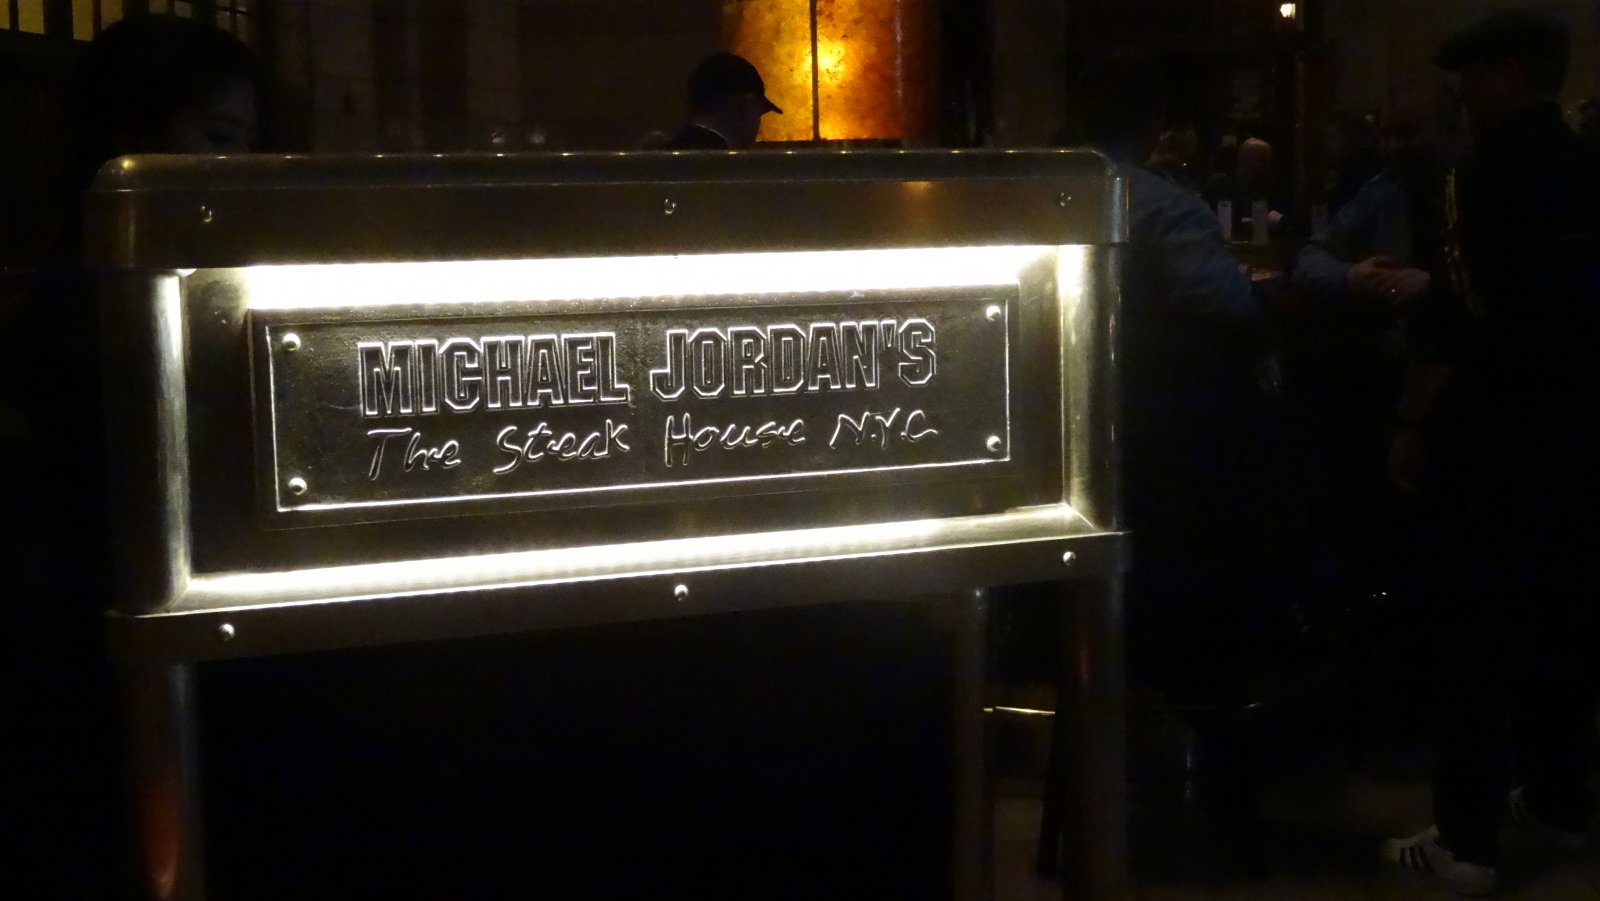 MICHAEL JORDAN'S
The Steak House N.Y.C